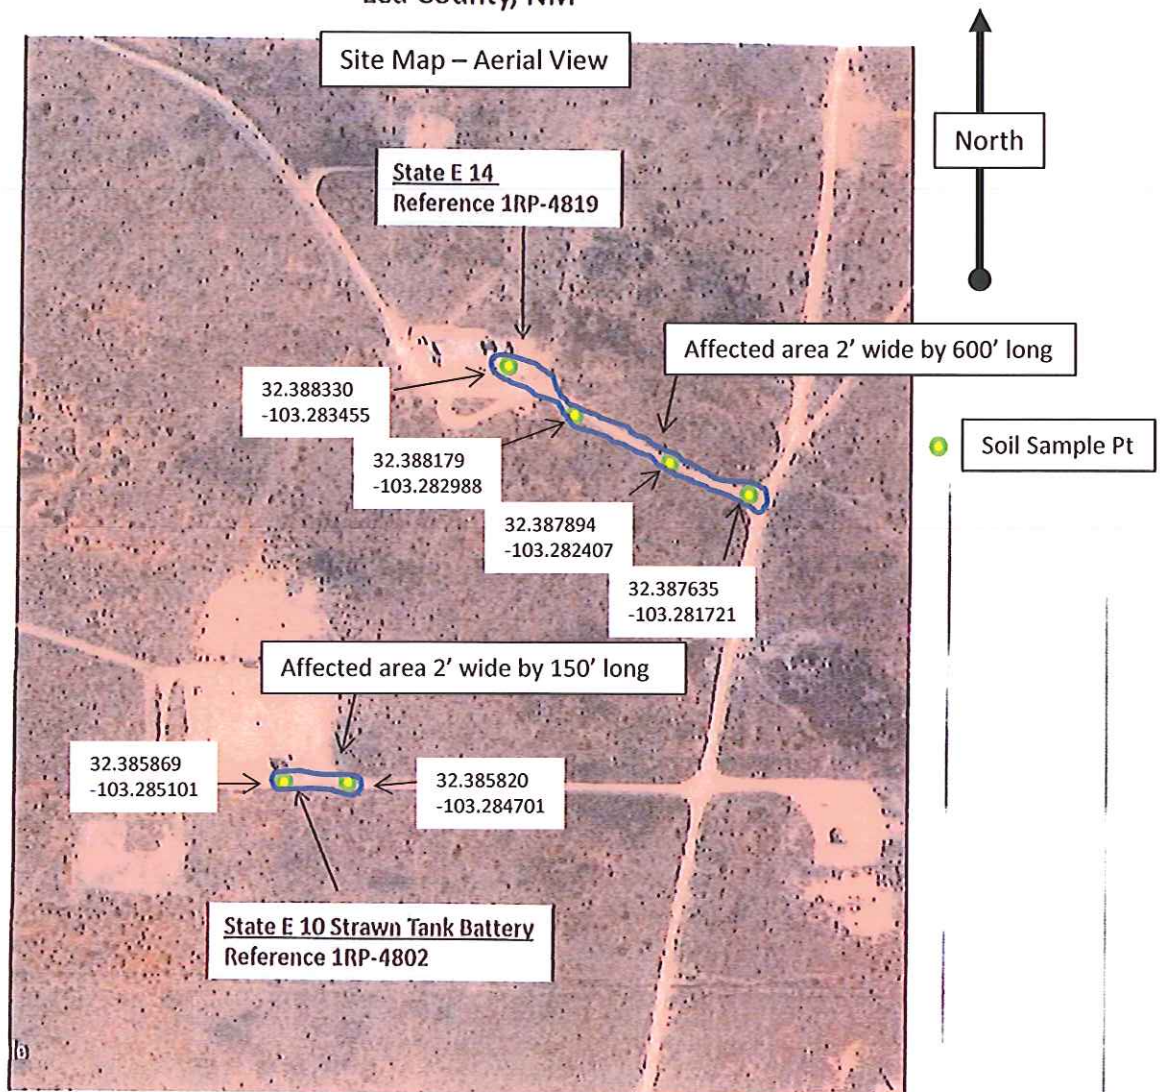 Lea County, NM
Site Map – Aerial View
North
State E 14
Reference 1RP-4819
Affected area 2' wide by 600' long
32.388330
-103.283455
Soil Sample Pt
32.388179
-103.282988
32.387894
-103.282407
32.387635
-103.281721
Affected area 2' wide by 150' long
32.385869
-103.285101
32.385820
-103.284701
State E 10 Strawn Tank Battery
Reference 1RP-4802